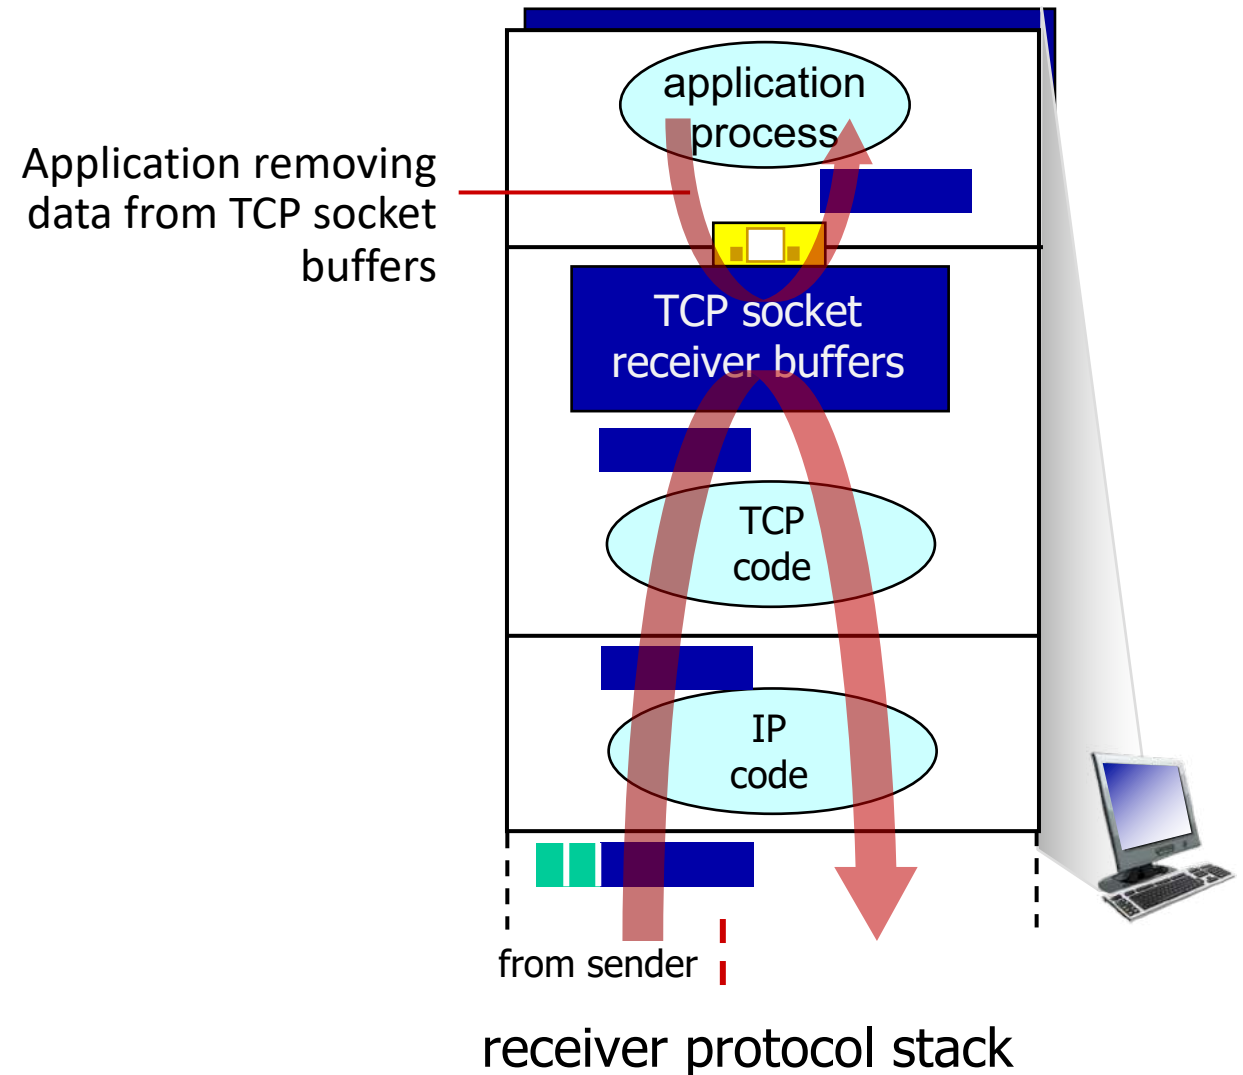 application
process
Application removing
data from TCP socket
buffers
TCP socket
receiver buffers
TCP
code
IP
code
from sender
receiver protocol stack